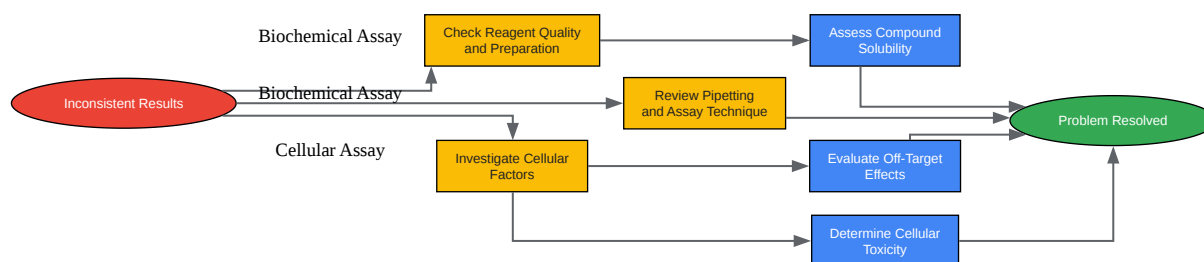 Biochemical Assay
Check Reagent Quality
and Preparation
Assess Compound
Solubility
Inconsistent Results
Biochemical Assay
Review Pipetting
and Assay Technique
Problem Resolved
Cellular Assay
Investigate Cellular
Factors
Evaluate Off-Target
Effects
Determine Cellular
Toxicity